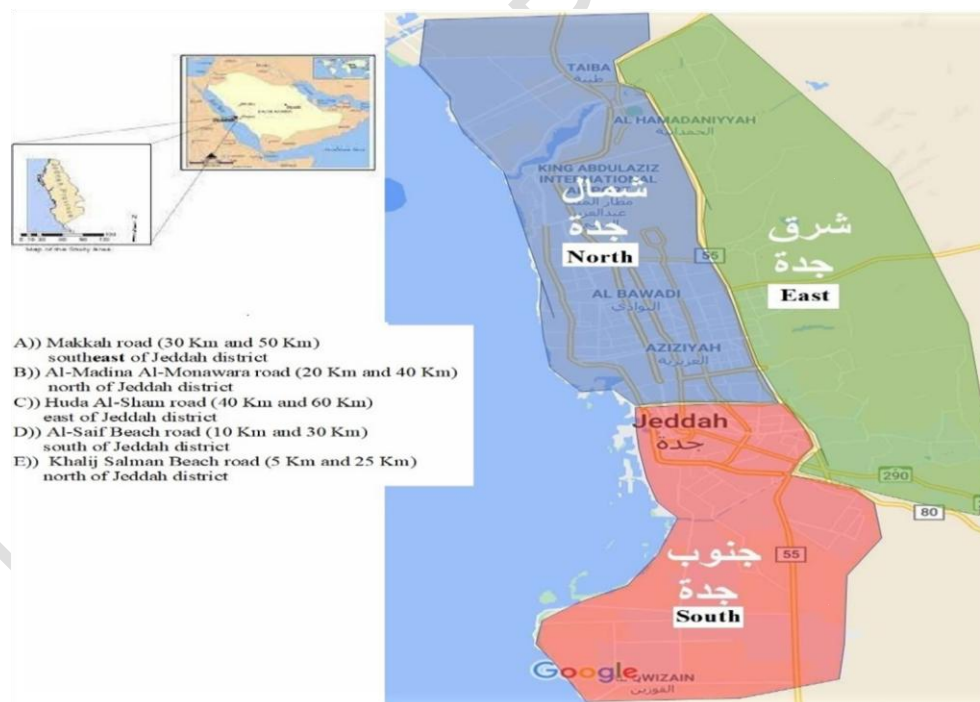 Map of the Study Area
A)) Makkah road (30 Km and 50 Km)
southeast of Jeddah district
B)) Al-Madina Al-Monawara road (20 Km and 40 Km)
north of Jeddah district
C)) Huda Al-Sham road (40 Km and 60 Km)
east of Jeddah district
D)) Al-Saif Beach road (10 Km and 30 Km)
south of Jeddah district
E)) Khalij Salman Beach road (5 Km and 25 Km)
north of Jeddah district
TAIBA
طيبة
AL HAMADANIYYAH
الحمدانية
KING ABDULAZIZ
INTERNATIONAL
شمال
جدة
North
55
شرق
جدة
East
AL BAWADI
البوادي
AZIZIYAH
العزيزية
Jeddah
جدة
290
80
جنوب
جدة
South
55
Google
QWIZAIN
القوزين